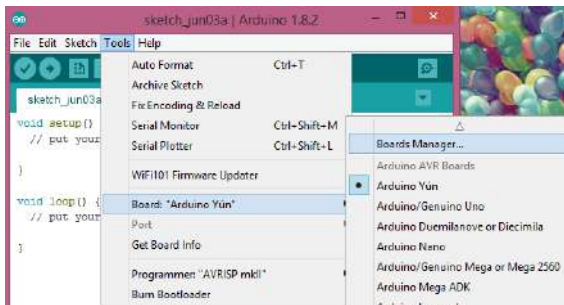 sketch_jun03a | Arduino 1.8.2
File Edit Sketch Tools Help
sketch_jun03a
void setup() {
// put your
}
void loop() {
// put your
}
Auto Format Ctrl+T
Archive Sketch
Fix Encoding & Reload
Serial Monitor Ctrl+Shift+M
Serial Plotter Ctrl+Shift+L
WiFi101 Firmware Updater
Board: "Arduino Yún"
Port
Get Board Info
Programmer: "AVRISP mkII"
Burn Bootloader
Boards Manager...
Arduino AVR Boards
Arduino Yún
Arduino/Genuino Uno
Arduino Duemilanove or Diecimila
Arduino Nano
Arduino/Genuino Mega or Mega 2560
Arduino Mega ADK